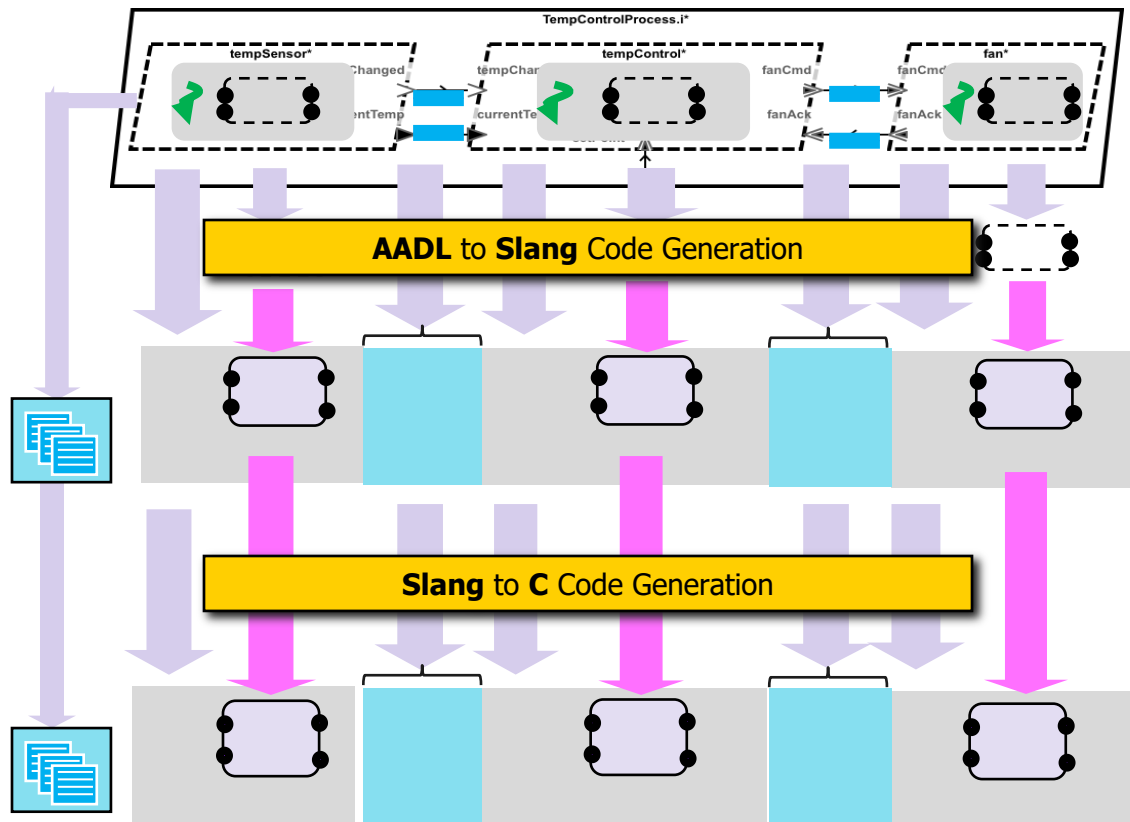 TempControlProcess.i*
tempSensor*
tempControl*
fan*
Changed
tempChan
fanCmd
fanCmd
entTemp
currentTe
fanAck
fanAck
AADL to Slang Code Generation
Slang to C Code Generation